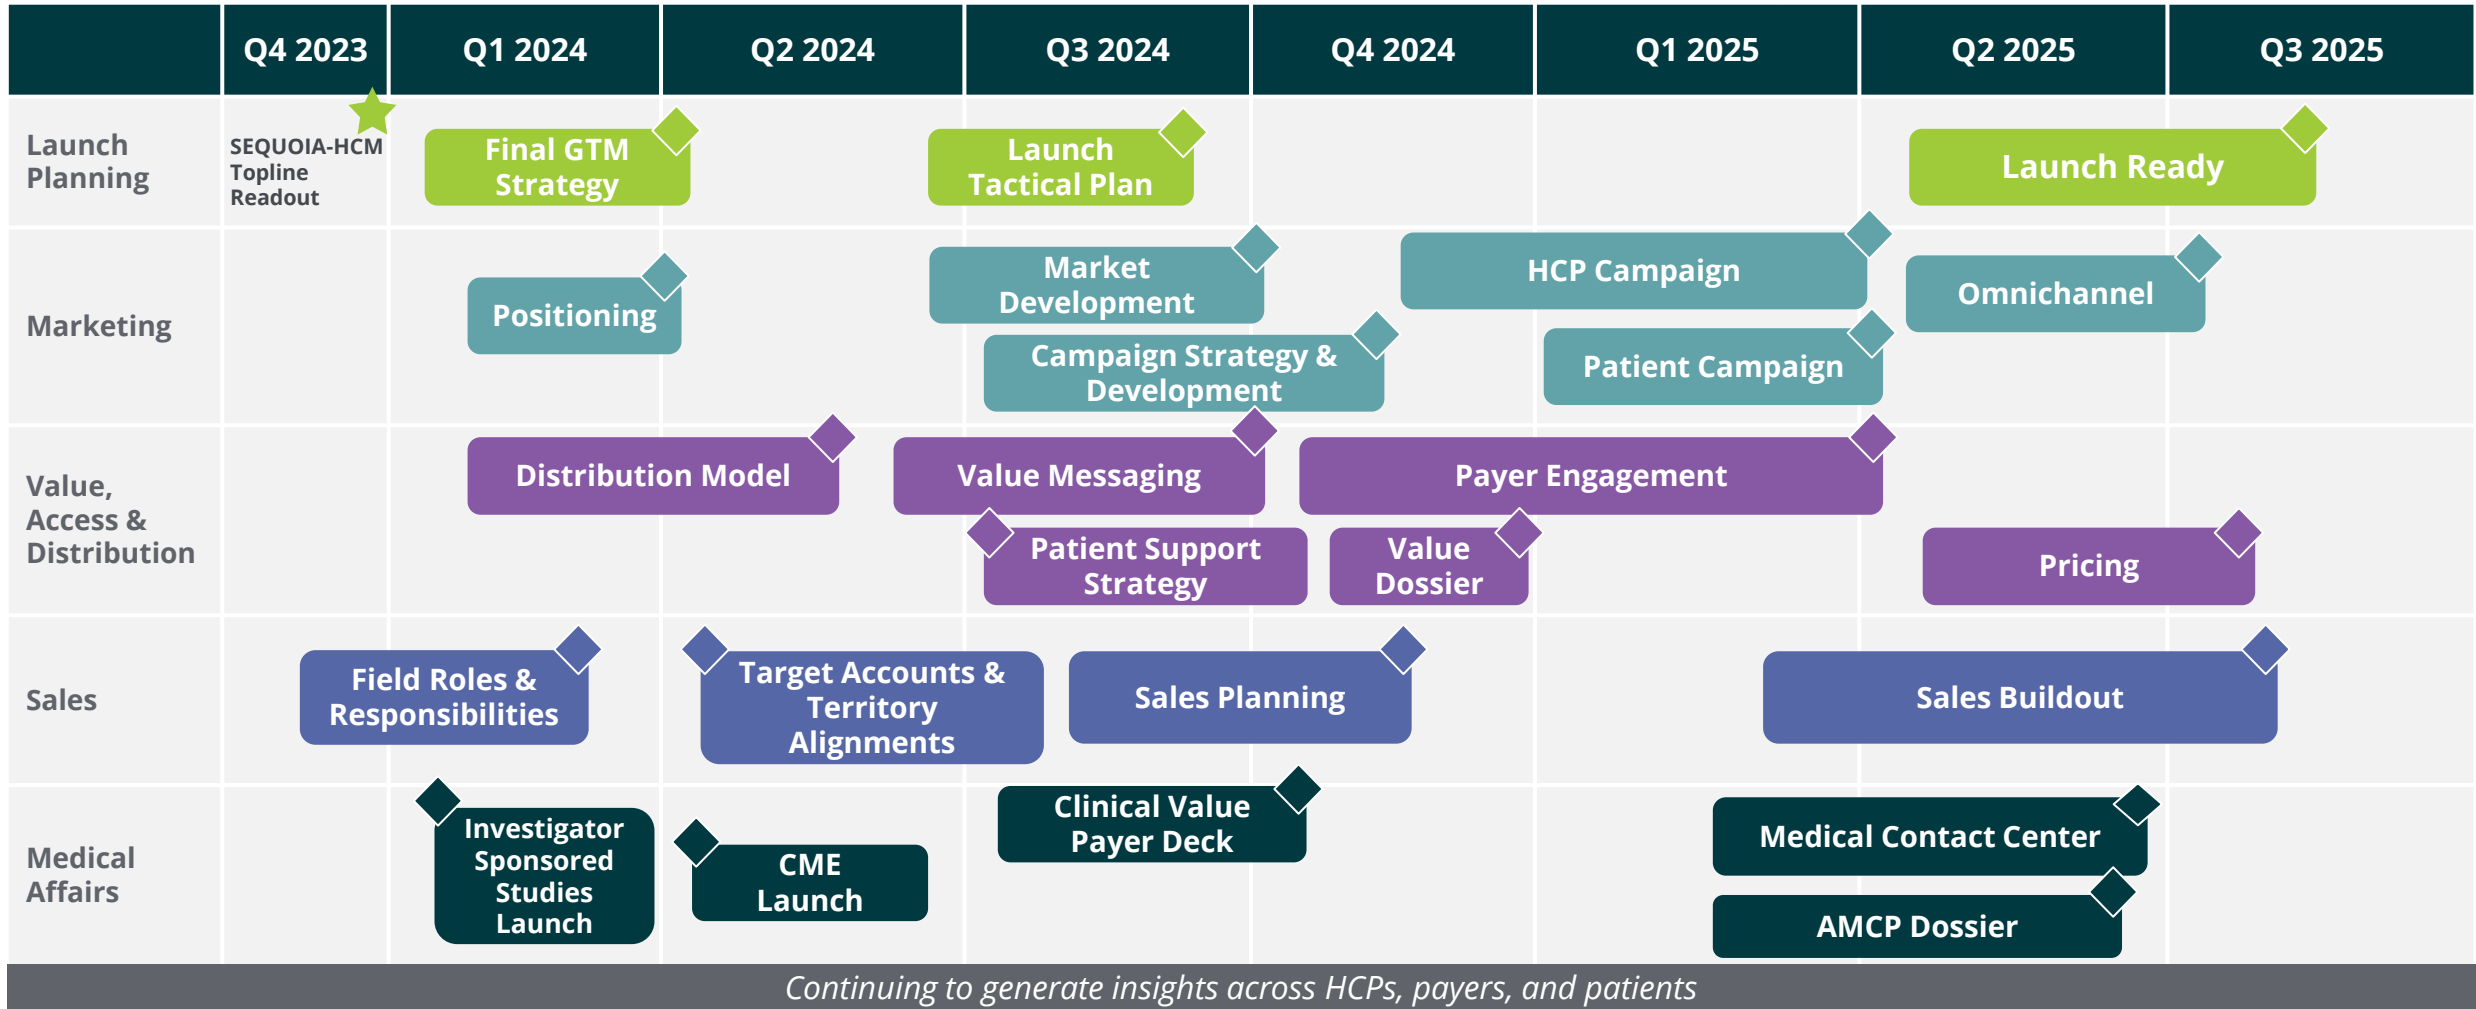 Q4 2023
Q1 2024
Q2 2024
Q3 2024
Q4 2024
Q1 2025
Q2 2025
Q3 2025
Launch
Planning
SEQUOIA-HCM
Topline
Readout
Final GTM
Strategy
Launch
Tactical Plan
Launch Ready
Marketing
Positioning
Market
Development
Campaign Strategy &
Development
HCP Campaign
Patient Campaign
Omnichannel
Value,
Access &
Distribution
Distribution Model
Value Messaging
Patient Support
Strategy
Payer Engagement
Value
Dossier
Pricing
Sales
Field Roles &
Responsibilities
Target Accounts &
Territory
Alignments
Sales Planning
Sales Buildout
Medical
Affairs
Investigator
Sponsored
Studies
Launch
CME
Launch
Clinical Value
Payer Deck
Medical Contact Center
AMCP Dossier
Continuing to generate insights across HCPs, payers, and patients